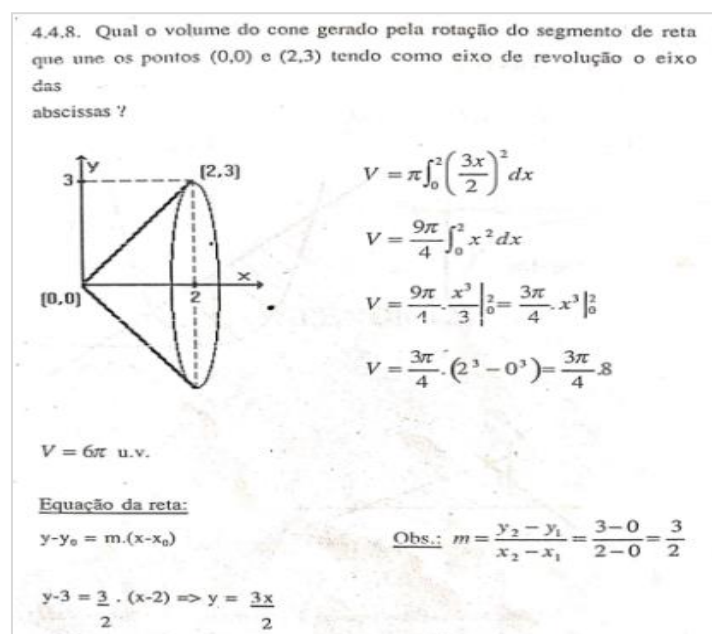 4.4.8. Qual o volume do cone gerado pela rotação do segmento de reta
que une os pontos (0,0) e (2,3) tendo como eixo de revolução o eixo
das
abscissas ?
y
3
[2,3]
x
[0,0]
2
V = π∫₀² (3x/2)² dx
V = 9π/4 ∫₀² x² dx
V = 9π/4 . x³/3 |₀² = 3π/4 . x³ |₀²
V = 3π/4 . (2³ − 0³) = 3π/4 .8
V = 6π u.v.
Equação da reta:
y-y₀ = m.(x-x₀)
Obs.: m = y₂ − y₁ / x₂ − x₁ = 3 − 0 / 2 − 0 = 3/2
y-3 = 3/2 . (x-2) => y = 3x/2